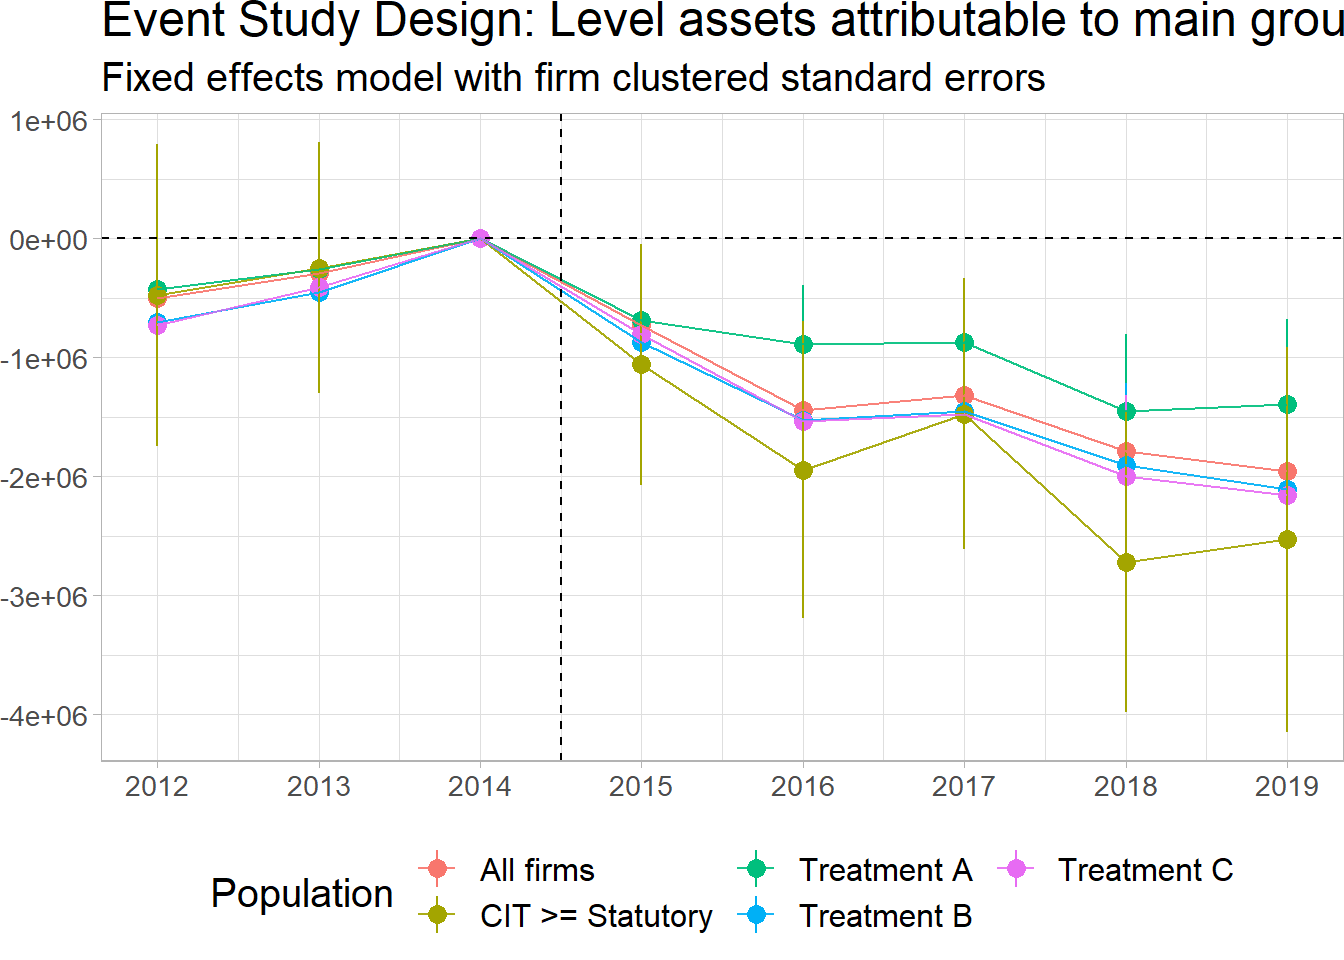 Event Study Design: Level assets attributable to main grou
Fixed effects model with firm clustered standard errors
1e+06
0e+00
-1e+06
-2e+06
-3e+06
-4e+06
2012 2013 2014 2015 2016 2017 2018 2019
Population
All firms Treatment A Treatment C
CIT >= Statutory Treatment B